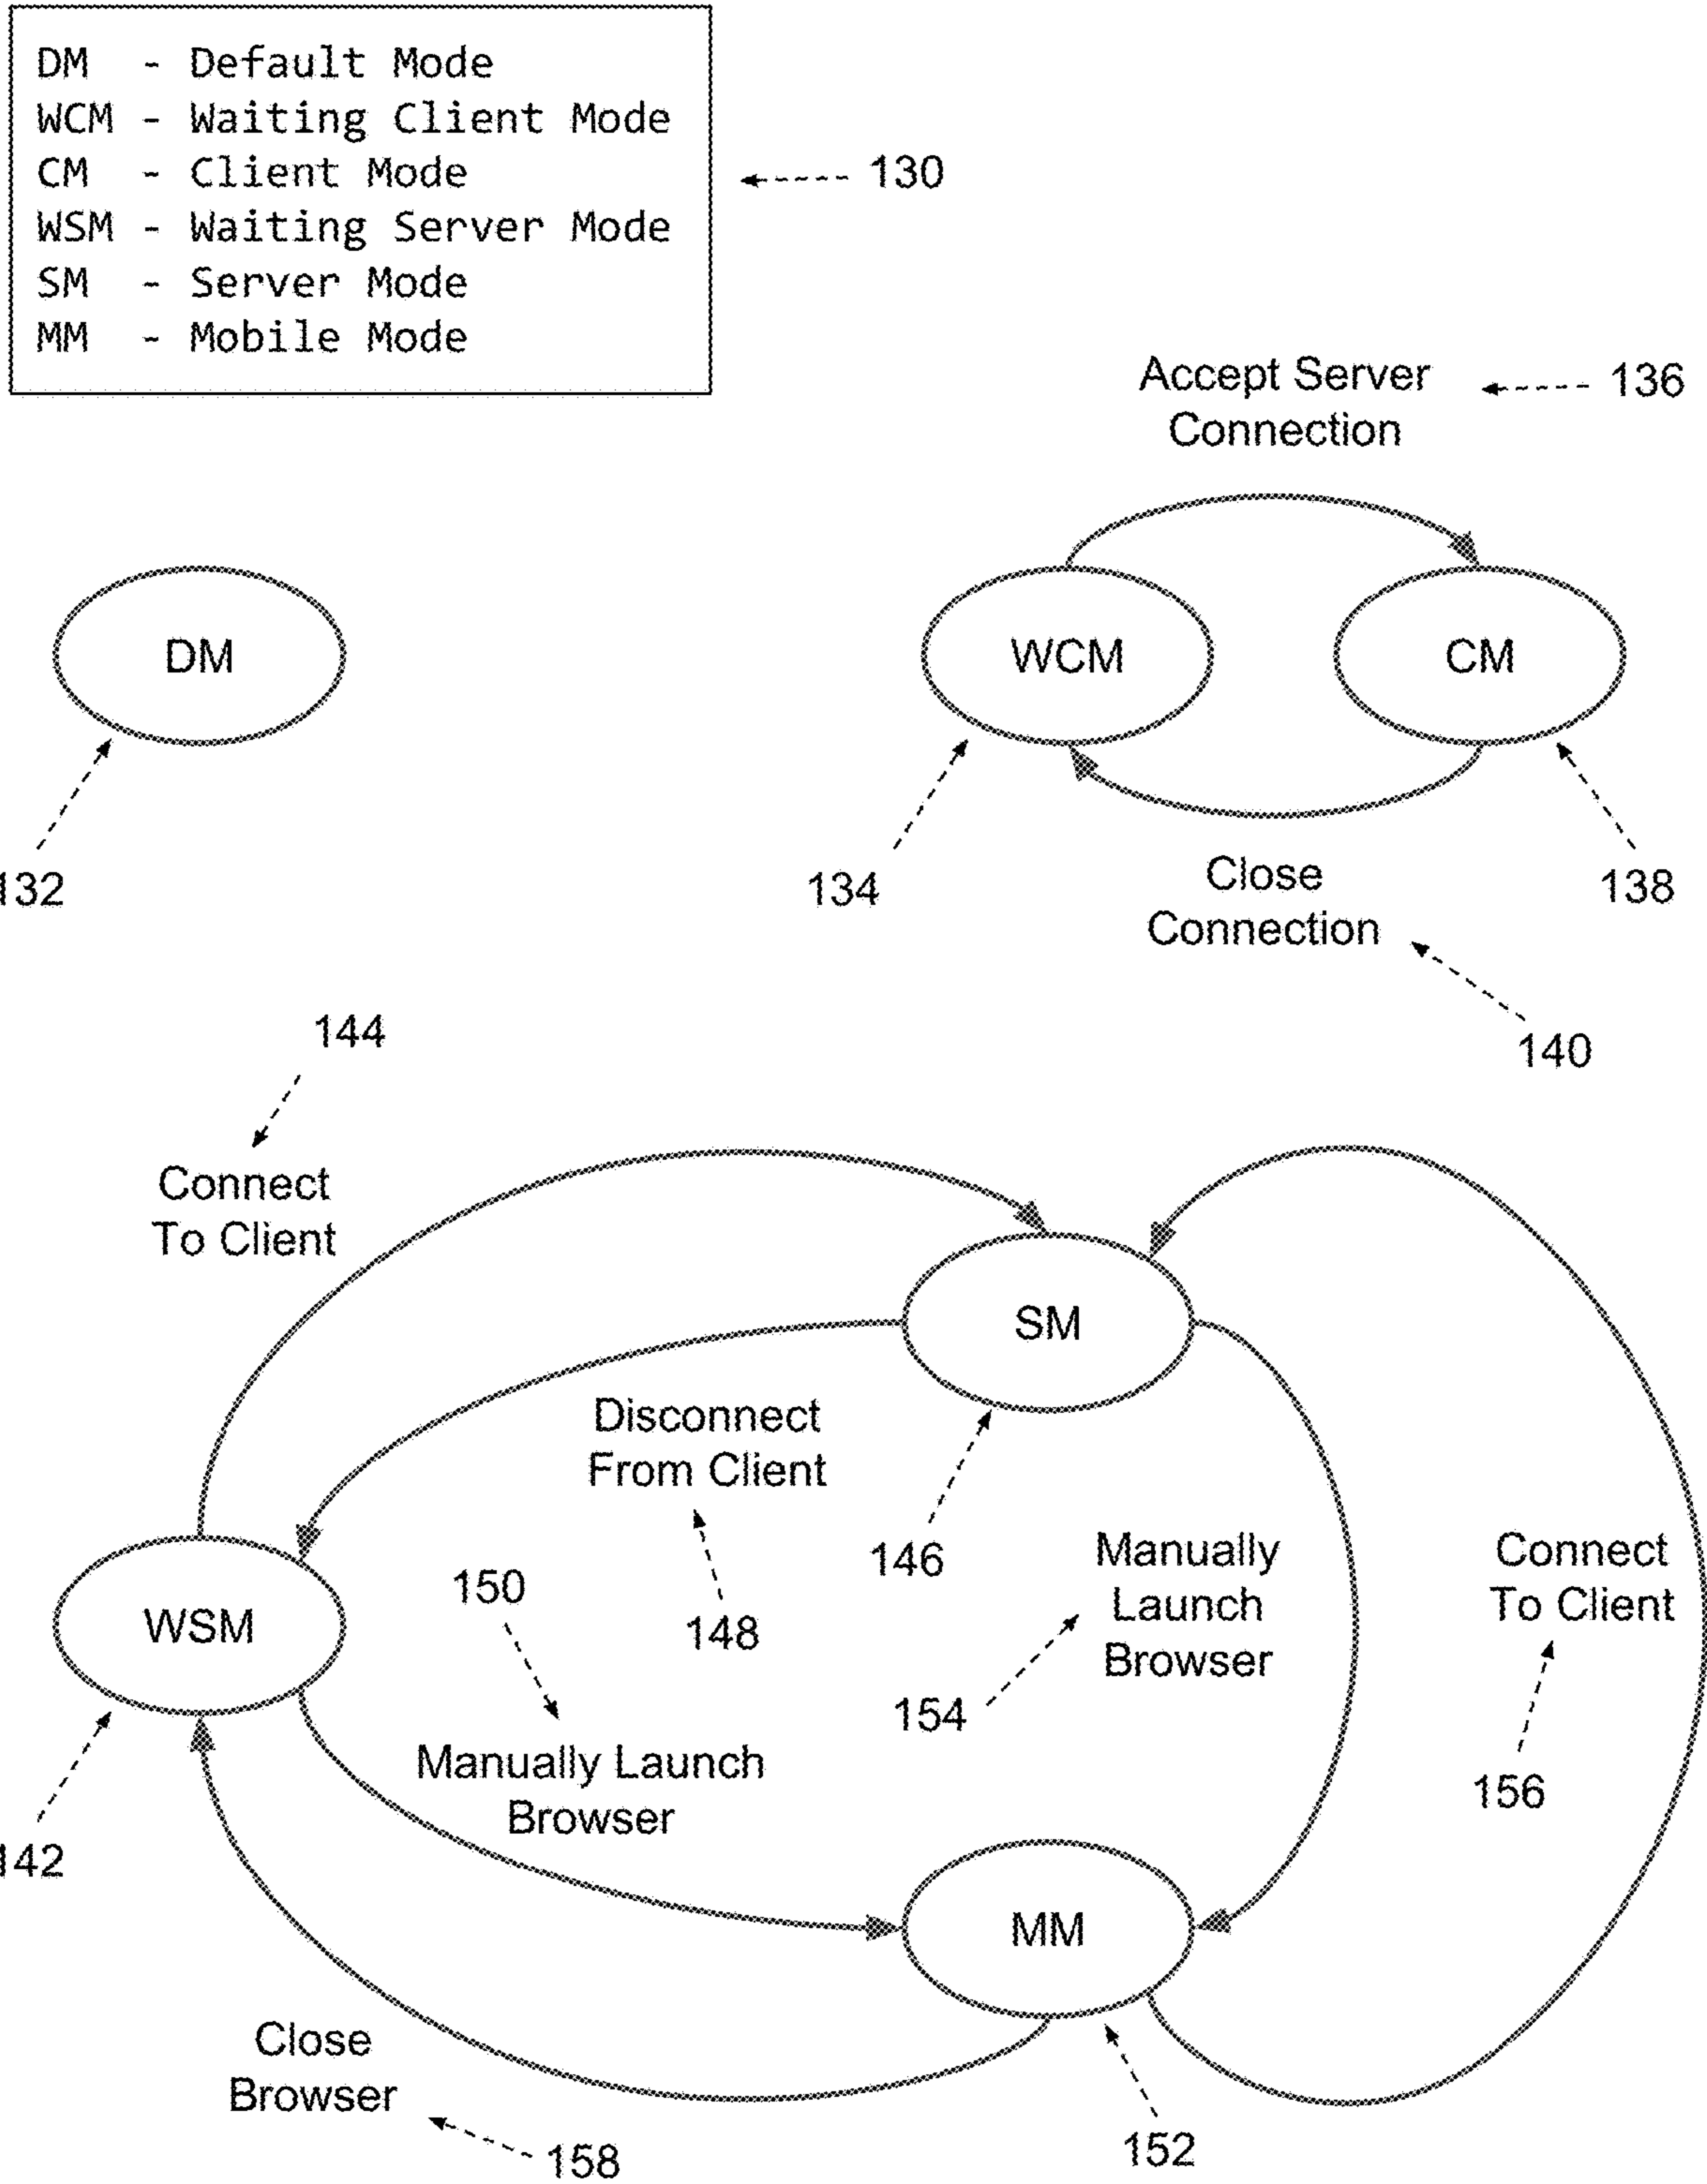 DM - Default Mode
WCM - Waiting Client Mode
CM - Client Mode
WSM - Waiting Server Mode
SM - Server Mode
MM - Mobile Mode
130
Accept Server
Connection
136
DM
WCM
CM
132
134
Close
Connection
138
140
144
Connect
To Client
SM
Disconnect
From Client
146
148
150
WSM
Manually
Launch
Browser
154
Connect
To Client
156
Manually Launch
Browser
142
MM
Close
Browser
158
152